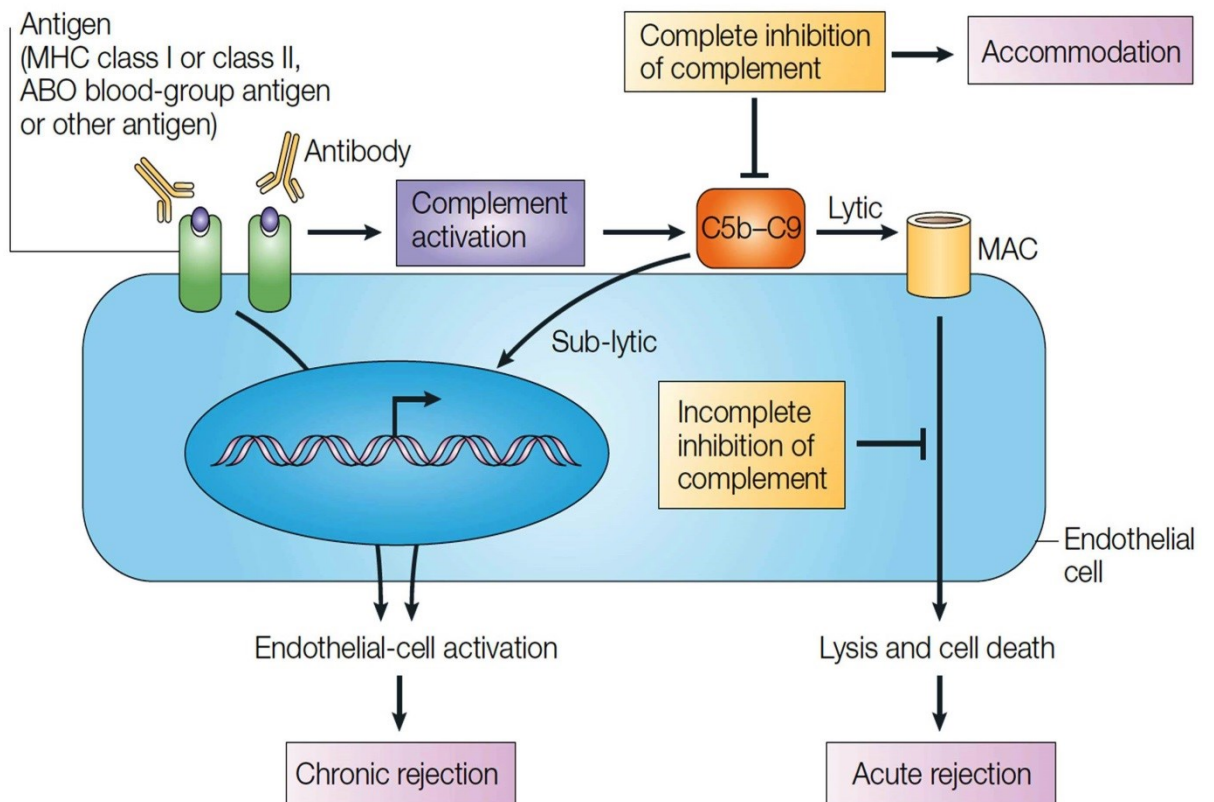 Antigen
(MHC class I or class II,
ABO blood-group antigen
or other antigen)
Antibody
Complement
activation
Complete inhibition
of complement
Accommodation
C5b–C9
Lytic
MAC
Sub-lytic
Incomplete
inhibition of
complement
Endothelial
cell
Endothelial-cell activation
Lysis and cell death
Chronic rejection
Acute rejection